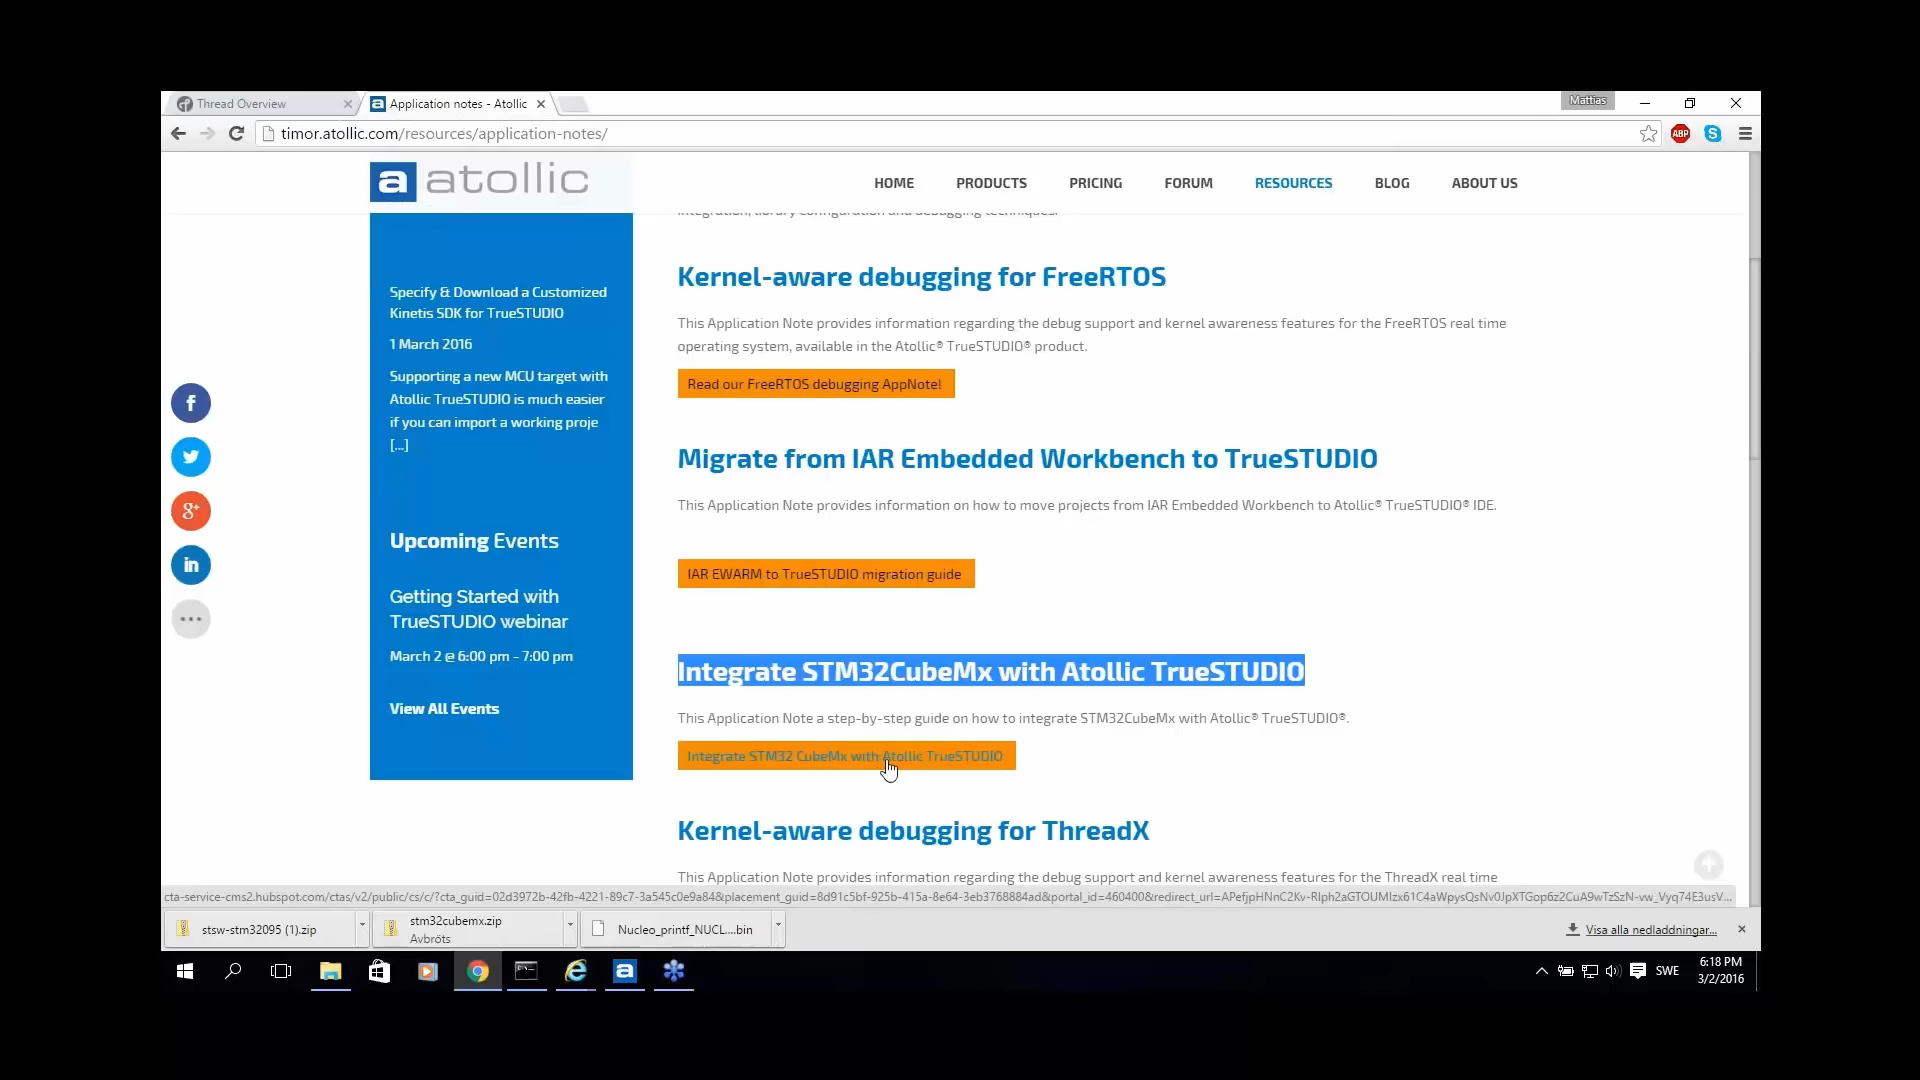 Thread Overview
Application notes - Atollic
Mattias
timor.atollic.com/resources/application-notes/
ABP
a atollic
HOME
PRODUCTS
PRICING
FORUM
RESOURCES
BLOG
ABOUT US
integration, library configuration and debugging techniques.
Specify & Download a Customized
Kinetis SDK for TrueSTUDIO
1 March 2016
Supporting a new MCU target with
Atollic TrueSTUDIO is much easier
if you can import a working proje
[...]
Upcoming Events
Getting Started with
TrueSTUDIO webinar
March 2 @ 6:00 pm - 7:00 pm
View All Events
Kernel-aware debugging for FreeRTOS
This Application Note provides information regarding the debug support and kernel awareness features for the FreeRTOS real time
operating system, available in the Atollic® TrueSTUDIO® product.
Read our FreeRTOS debugging AppNote!
Migrate from IAR Embedded Workbench to TrueSTUDIO
This Application Note provides information on how to move projects from IAR Embedded Workbench to Atollic® TrueSTUDIO® IDE.
IAR EWARM to TrueSTUDIO migration guide
Integrate STM32CubeMx with Atollic TrueSTUDIO
This Application Note a step-by-step guide on how to integrate STM32CubeMx with Atollic® TrueSTUDIO®.
Integrate STM32 CubeMx with Atollic TrueSTUDIO
Kernel-aware debugging for ThreadX
This Application Note provides information regarding the debug support and kernel awareness features for the ThreadX real time
stsw-stm32095 (1).zip
stm32cubemx.zip
Avbröts
Nucleo_printf_NUCL....bin
Visa alla nedladdningar...
SWE
6:18 PM
3/2/2016